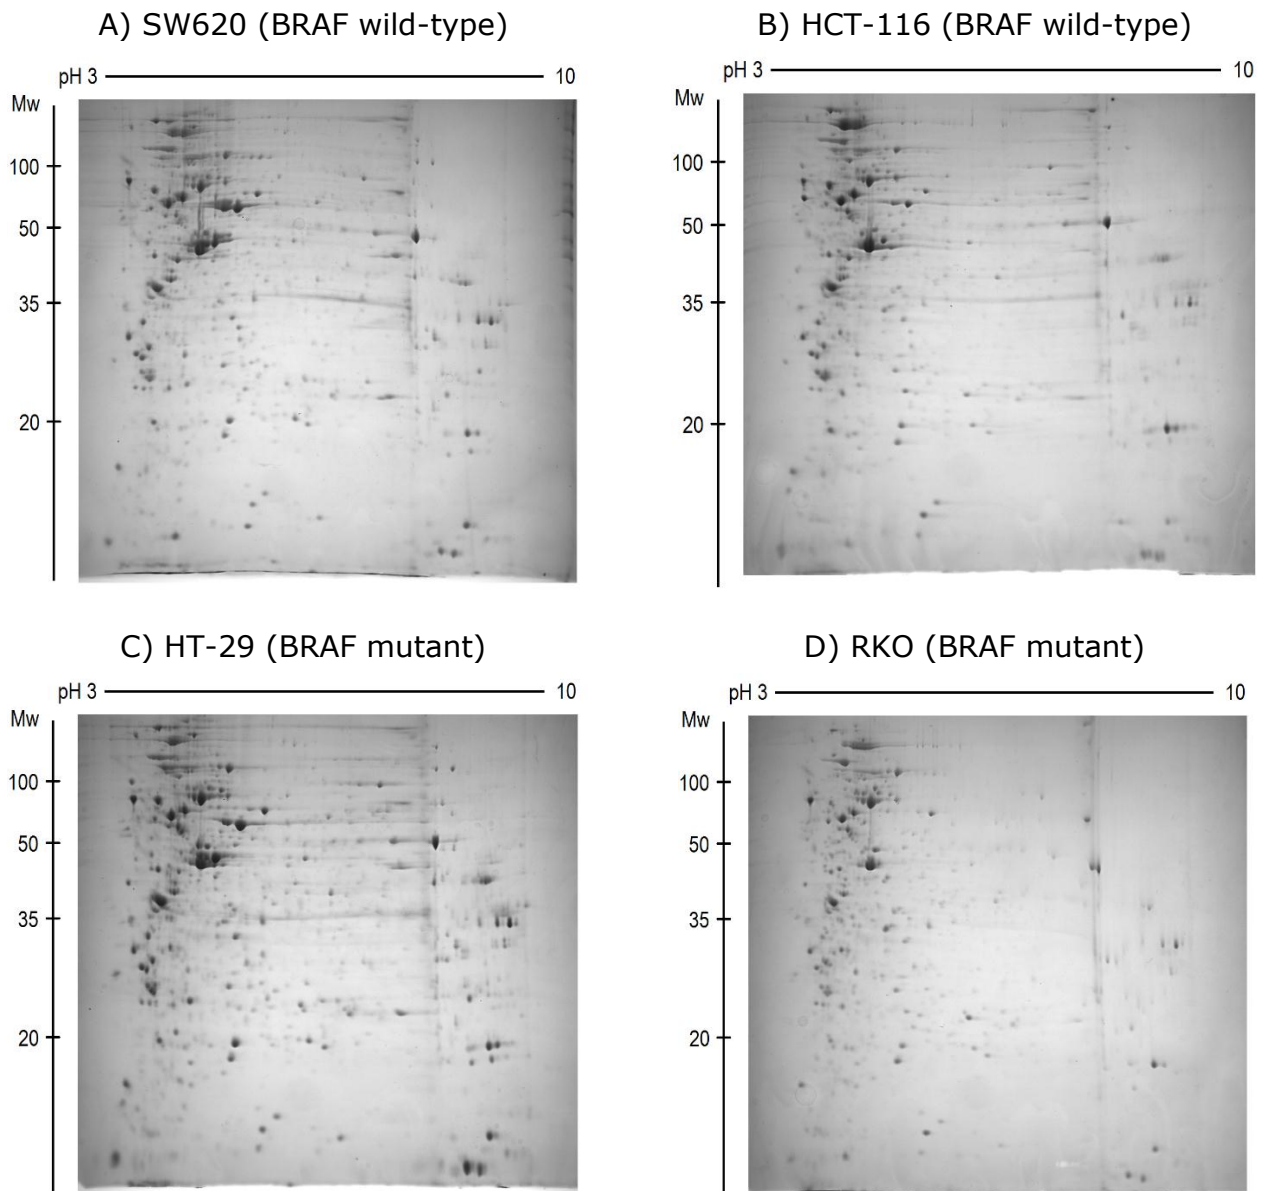 A) SW620 (BRAF wild-type)
pH 3 10
Mw
100
50
35
20
B) HCT-116 (BRAF wild-type)
pH 3 10
Mw
100
50
35
20
C) HT-29 (BRAF mutant)
pH 3 10
Mw
100
50
35
20
D) RKO (BRAF mutant)
pH 3 10
Mw
100
50
35
20